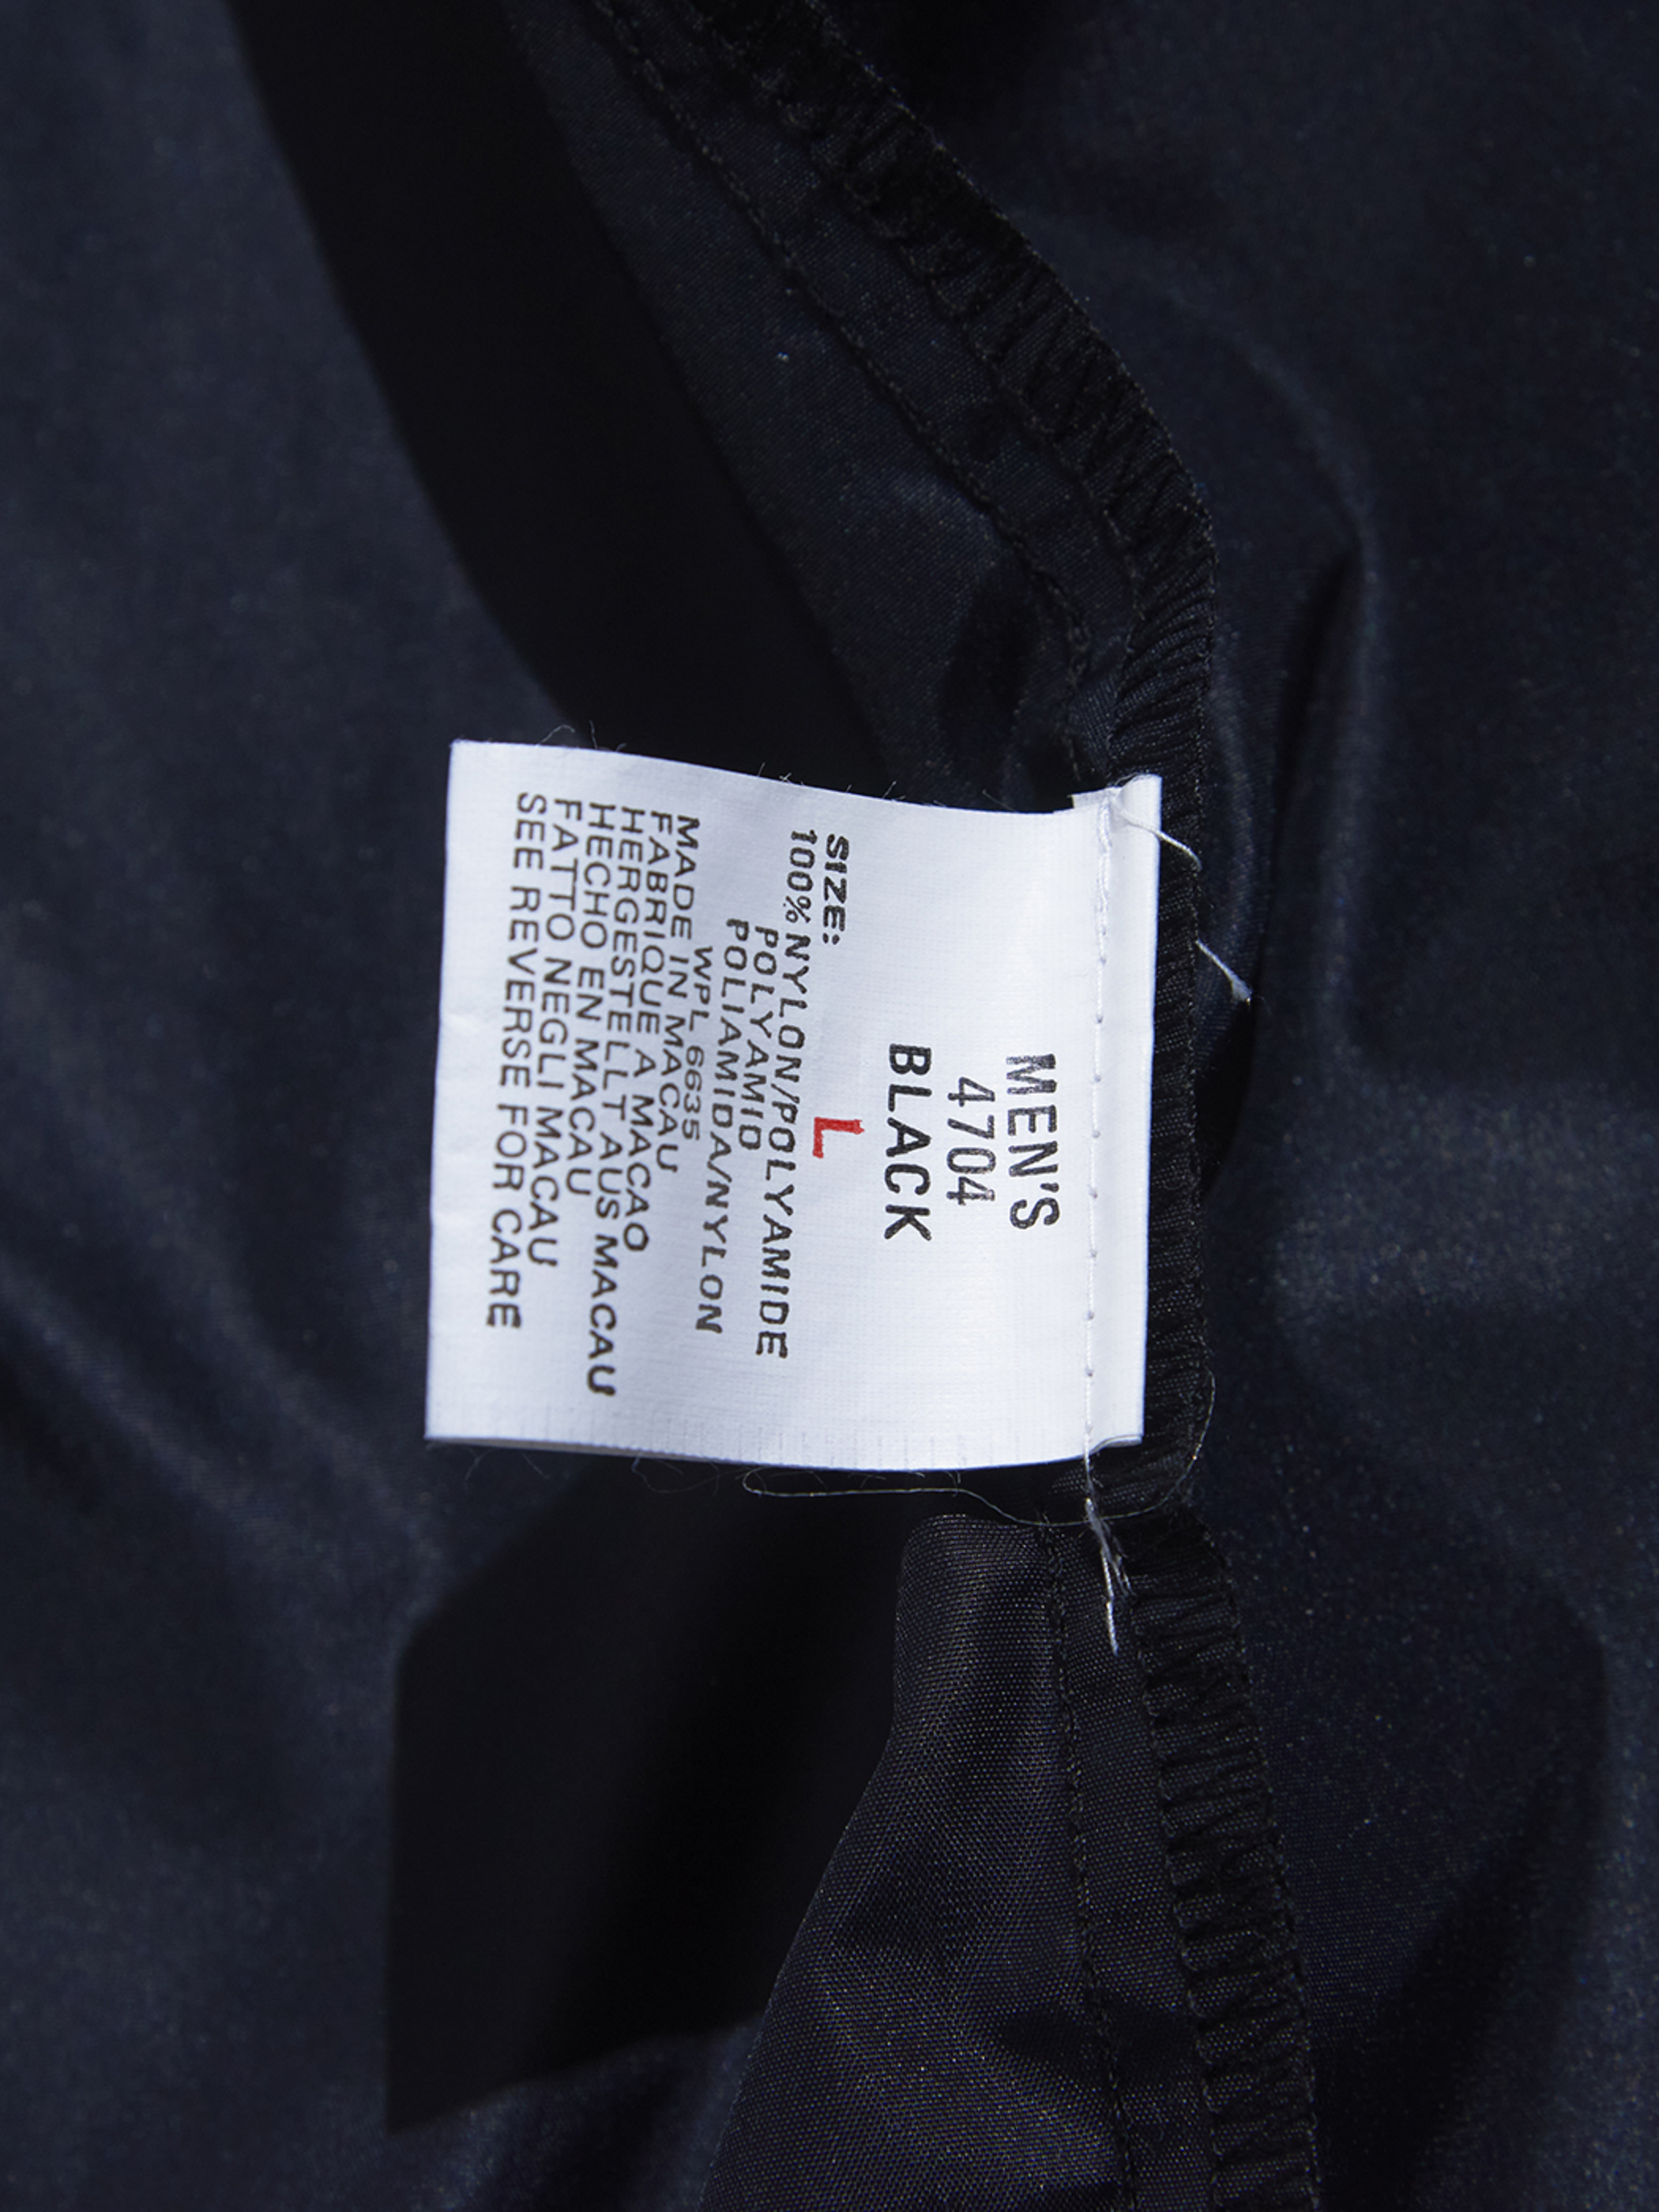 MEN'S
4704
BLACK
SIZE: L
100% NYLON/POLYAMIDE
POLYAMID
POLIAMIDA/NYLON
WPL 6635
MADE IN MACAU
FABRIQUE A MACAO
HERGESTELLT AUS MACAU
HECHO EN MACAU
FATTO NEGLI MACAU
SEE REVERSE FOR CARE